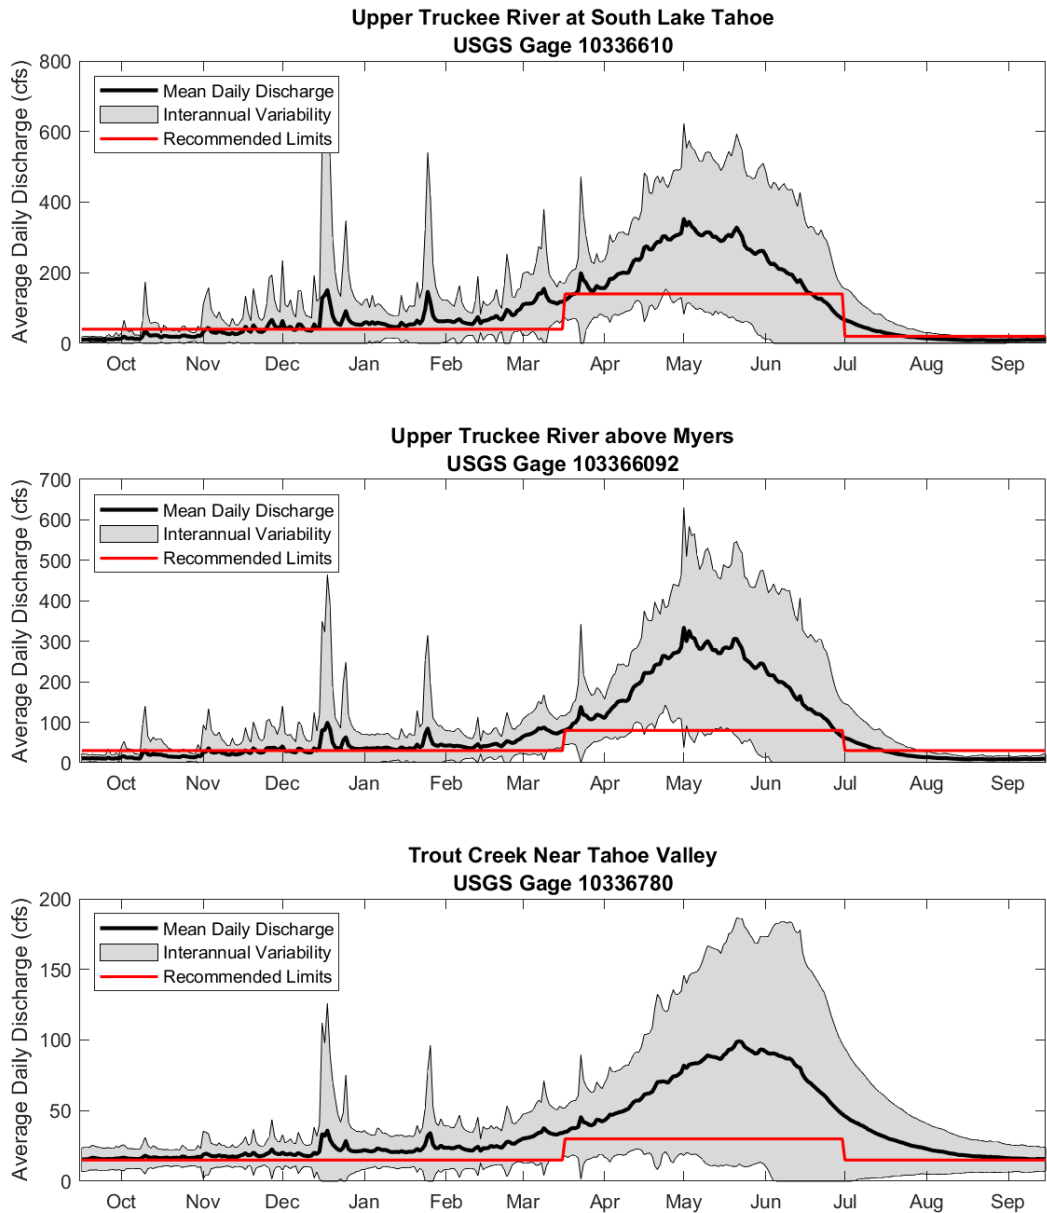 Upper Truckee River at South Lake Tahoe
USGS Gage 10336610
Average Daily Discharge (cfs)
800
600
400
200
0
Mean Daily Discharge
Interannual Variability
Recommended Limits
Oct Nov Dec Jan Feb Mar Apr May Jun Jul Aug Sep
Upper Truckee River above Myers
USGS Gage 103366092
Average Daily Discharge (cfs)
700
600
500
400
300
200
100
0
Mean Daily Discharge
Interannual Variability
Recommended Limits
Oct Nov Dec Jan Feb Mar Apr May Jun Jul Aug Sep
Trout Creek Near Tahoe Valley
USGS Gage 10336780
Average Daily Discharge (cfs)
200
150
100
50
0
Mean Daily Discharge
Interannual Variability
Recommended Limits
Oct Nov Dec Jan Feb Mar Apr May Jun Jul Aug Sep